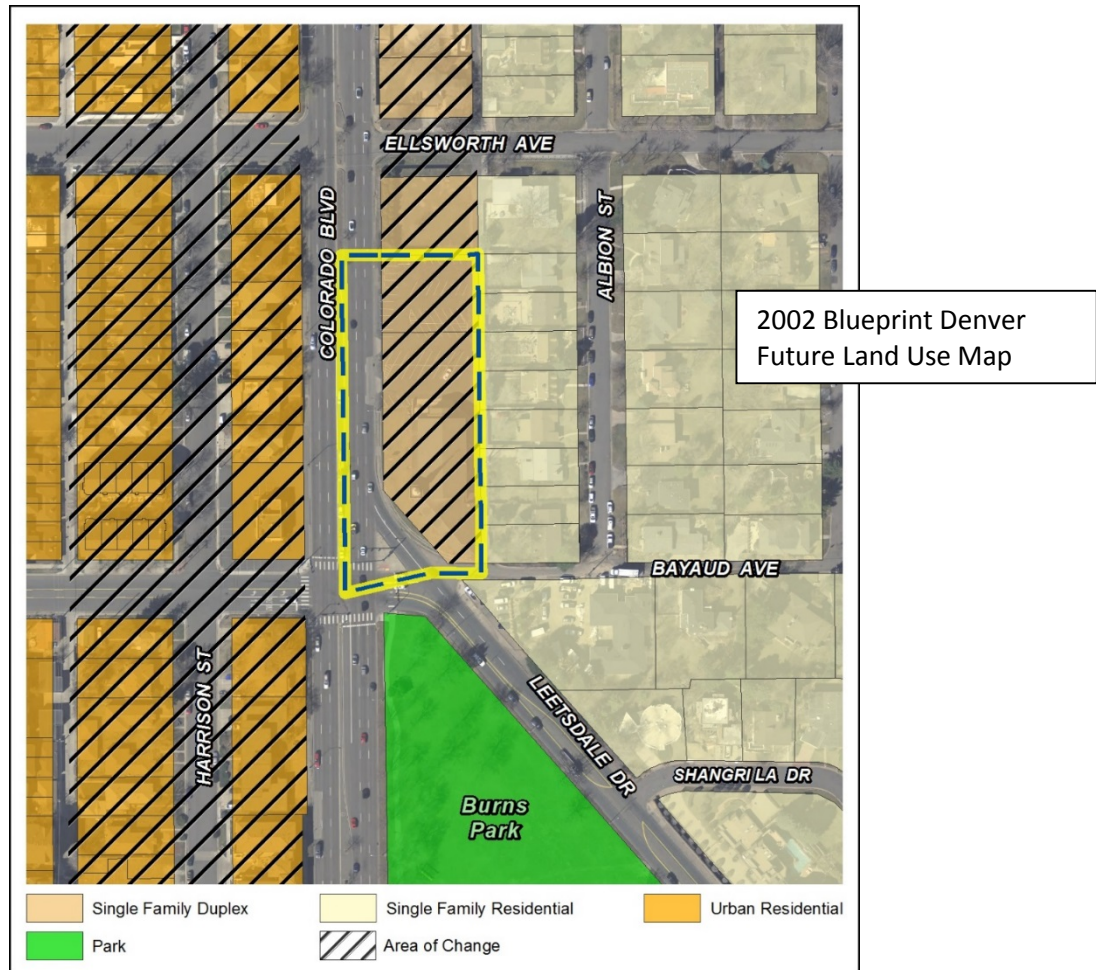 ELLSWORTH AVE
COLORADO BLVD
ALBION ST
2002 Blueprint Denver
Future Land Use Map
BAYAUD AVE
HARRISON ST
LEETSDALE DR
SHANGRI LA DR
Burns
Park
Single Family Duplex
Single Family Residential
Urban Residential
Park
Area of Change